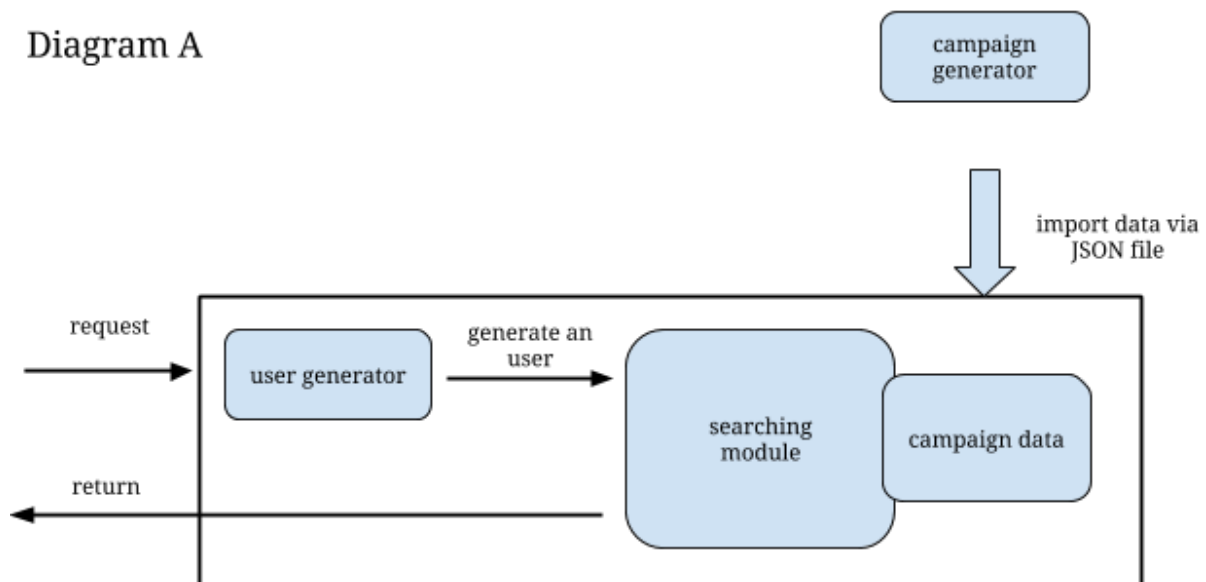 Diagram A
campaign
generator
import data via
JSON file
request
generate an
user
user generator
searching
module
campaign data
return